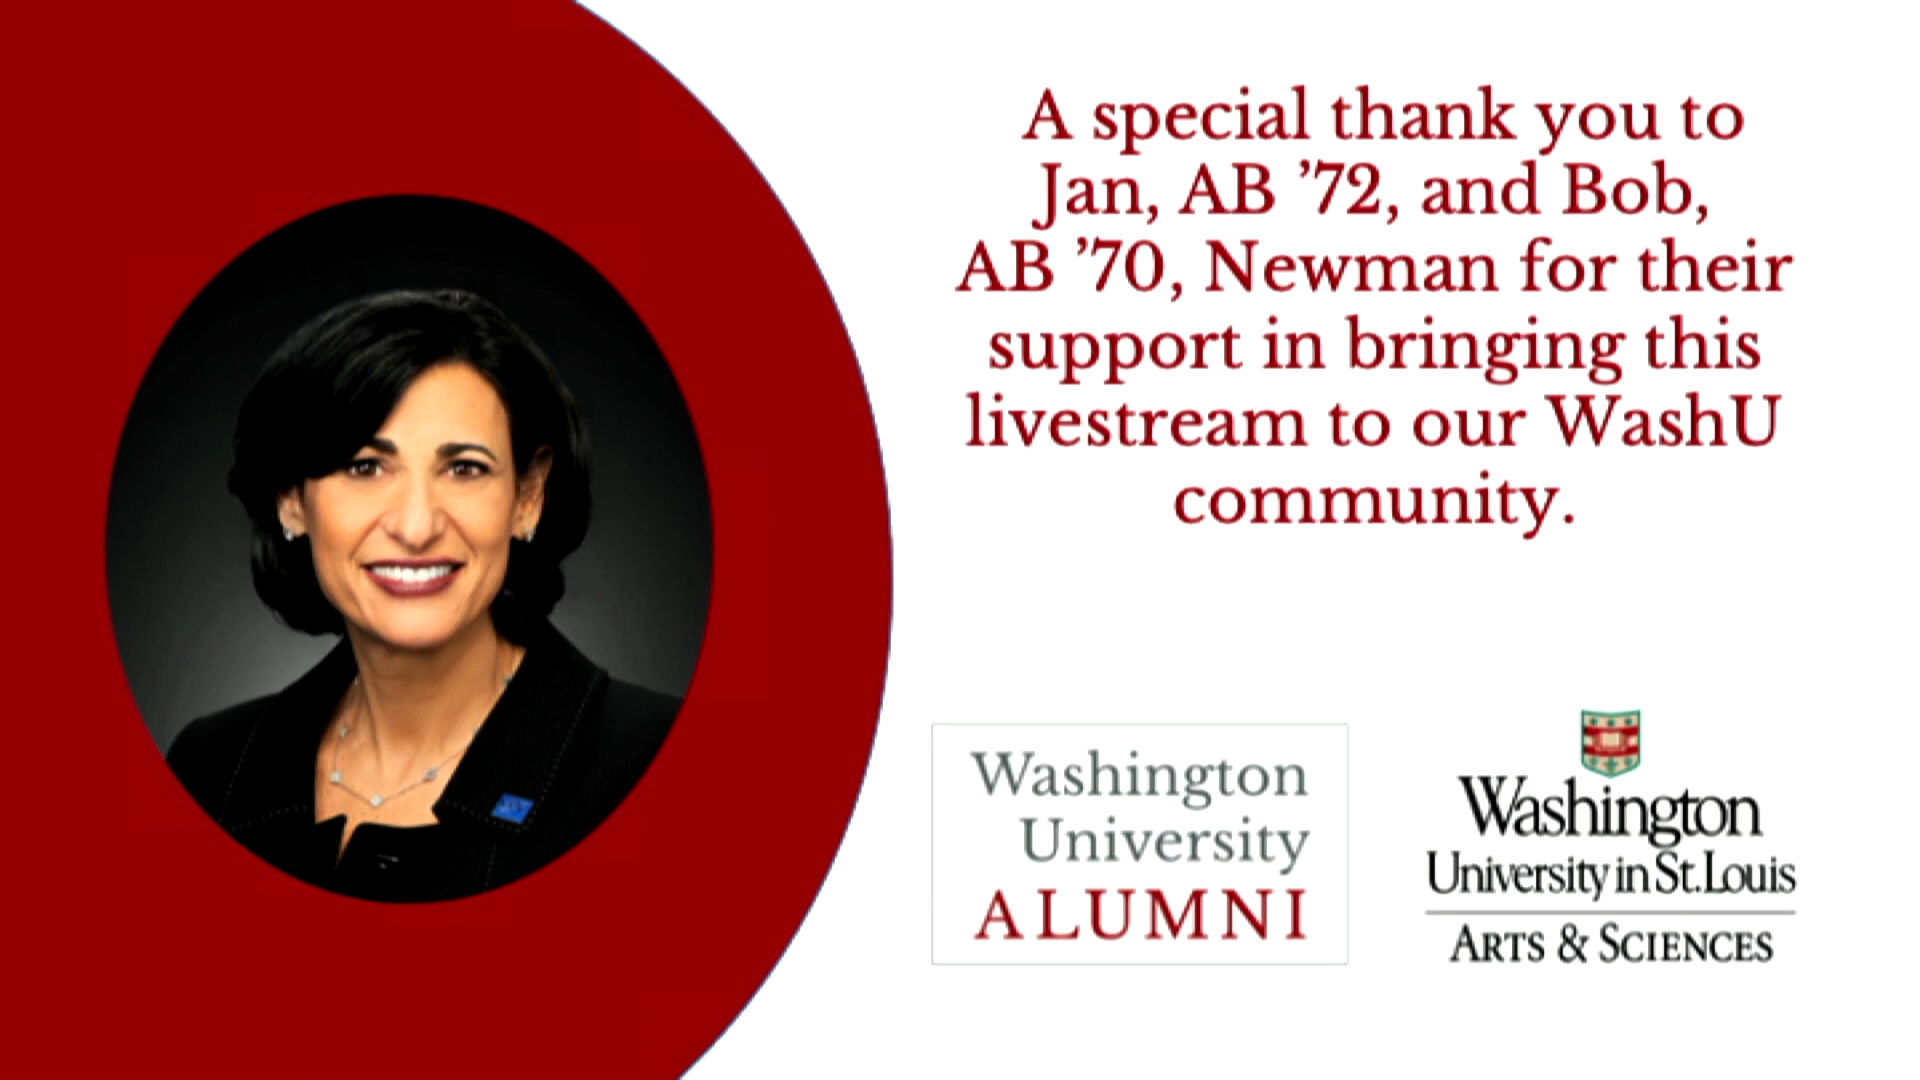 A special thank you to
Jan, AB ’72, and Bob,
AB ’70, Newman for their
support in bringing this
livestream to our WashU
community.
Washington
University
ALUMNI
Washington
University in St. Louis
ARTS & SCIENCES